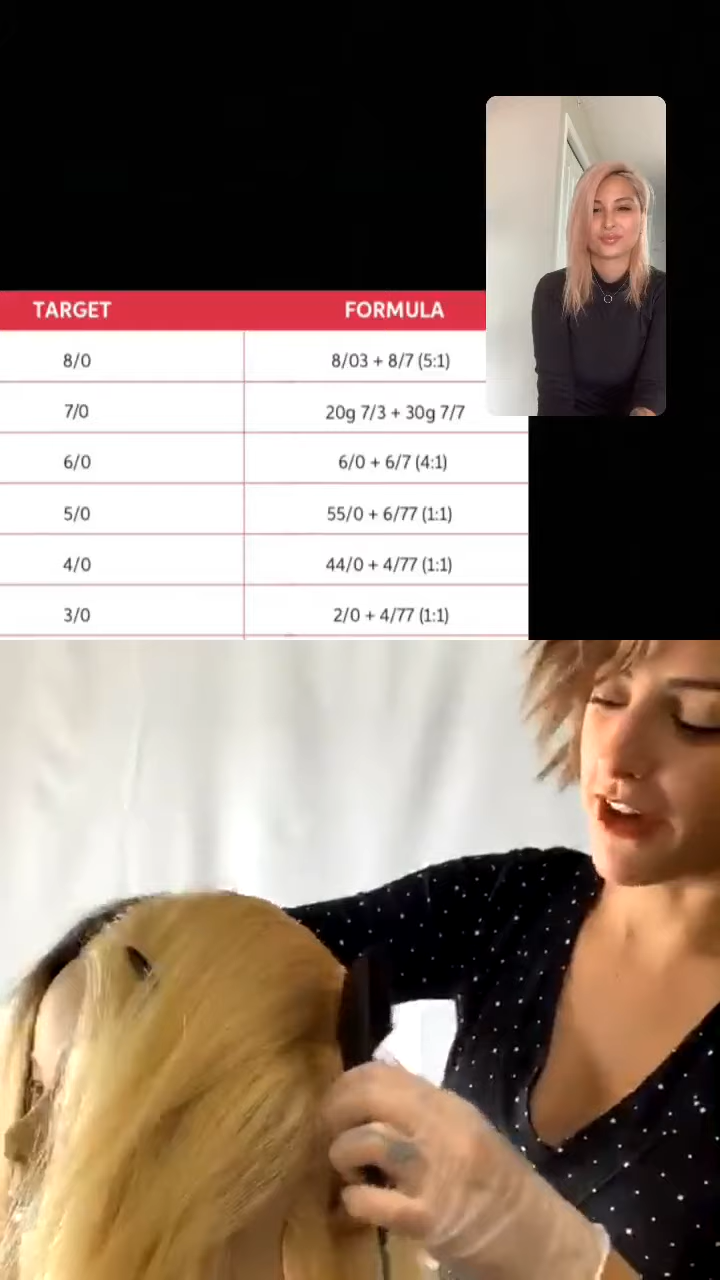 TARGET FORMULA
8/0 8/03 + 8/7 (5:1)
7/0 20g 7/3 + 30g 7/7
6/0 6/0 + 6/7 (4:1)
5/0 55/0 + 6/77 (1:1)
4/0 44/0 + 4/77 (1:1)
3/0 2/0 + 4/77 (1:1)